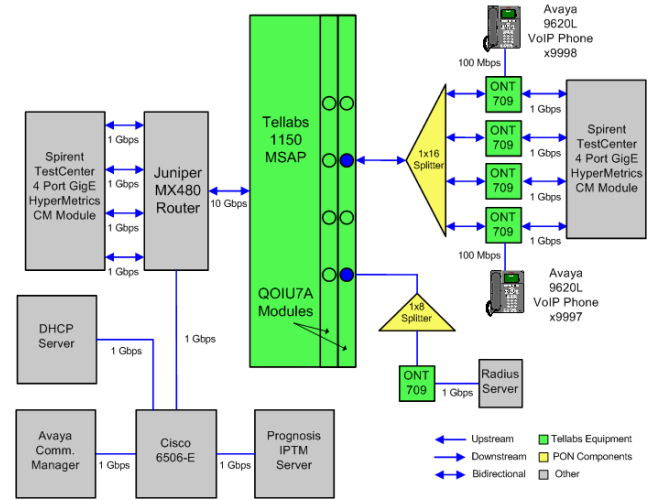 Avaya
9620L
VoIP Phone
x9998
100 Mbps
Tellabs
1150
MSAP
QOIU7A
Modules
Spirent
TestCenter
4 Port GigE
HyperMetrics
CM Module
1 Gbps
1 Gbps
1 Gbps
1 Gbps
Juniper
MX480
Router
10 Gbps
1x16
Splitter
ONT
709
ONT
709
ONT
709
ONT
709
1 Gbps
1 Gbps
1 Gbps
1 Gbps
Spirent
TestCenter
4 Port GigE
HyperMetrics
CM Module
100 Mbps
Avaya
9620L
VoIP Phone
x9997
1x8
Splitter
ONT
709
1 Gbps
Radius
Server
DHCP
Server
1 Gbps
1 Gbps
Avaya
Comm.
Manager
1 Gbps
Cisco
6506-E
1 Gbps
Prognosis
IPTM
Server
Upstream
Downstream
Bidirectional
Tellabs Equipment
PON Components
Other